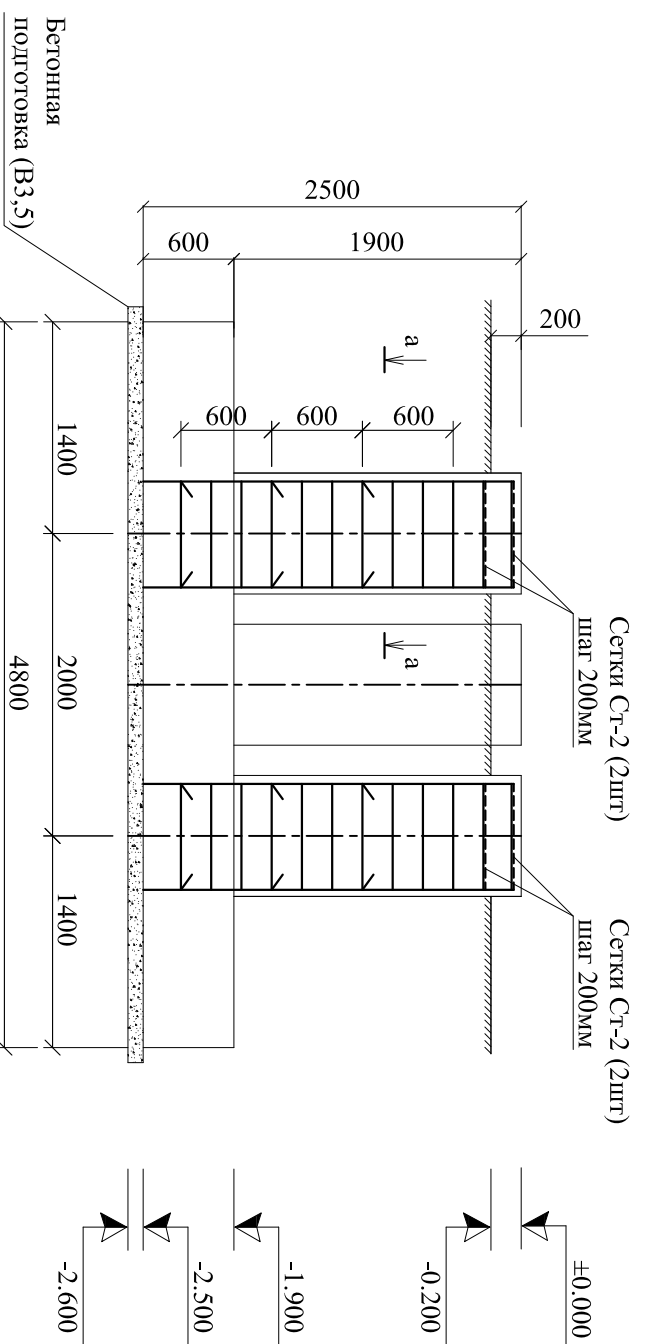 Сетки Ст-2 (2шт)
шаг 200мм
Сетки Ст-2 (2шт)
шаг 200мм
±0.000
-0.200
-1.900
-2.500
-2.600
200
2500
1900
600
600
600
600
а
а
1400
2000
1400
4800
Бетонная
подготовка (В3,5)